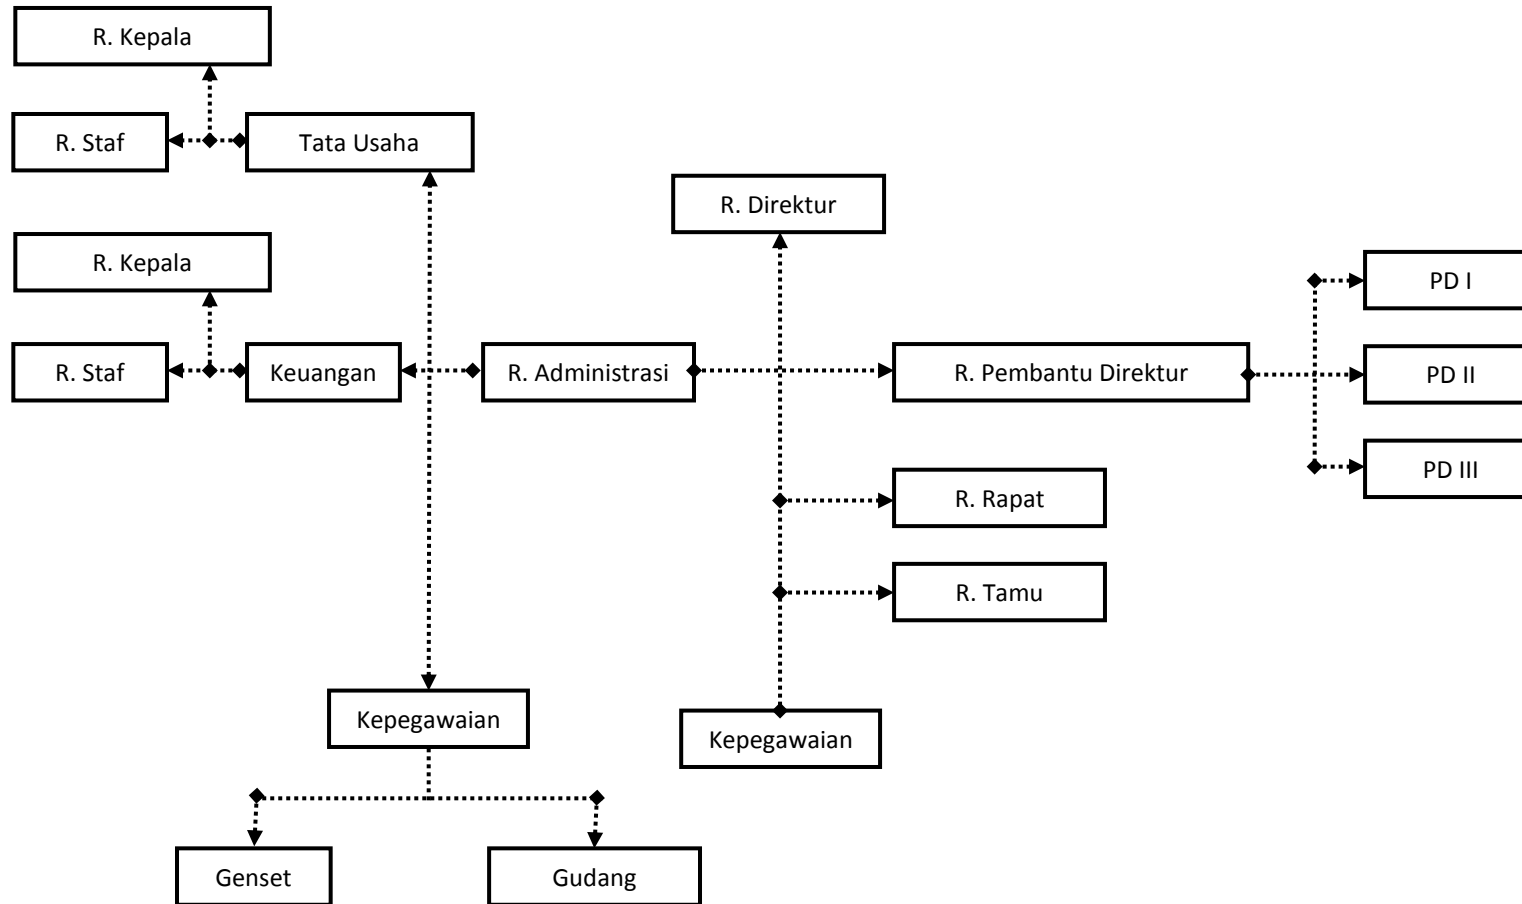 R. Kepala
R. Staf
Tata Usaha
R. Direktur
R. Kepala
PD I
R. Staf
Keuangan
R. Administrasi
R. Pembantu Direktur
PD II
PD III
R. Rapat
R. Tamu
Kepegawaian
Kepegawaian
Genset
Gudang